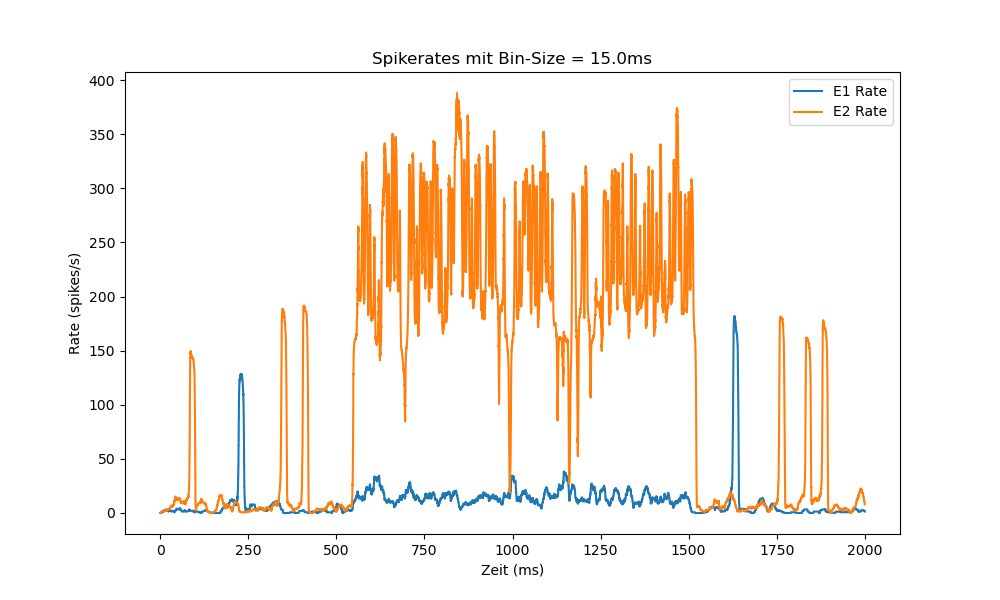 Spikerates mit Bin-Size = 15.0ms
400
350
300
250
200
150
100
50
0
Rate (spikes/s)
E1 Rate
E2 Rate
0 250 500 750 1000 1250 1500 1750 2000
Zeit (ms)